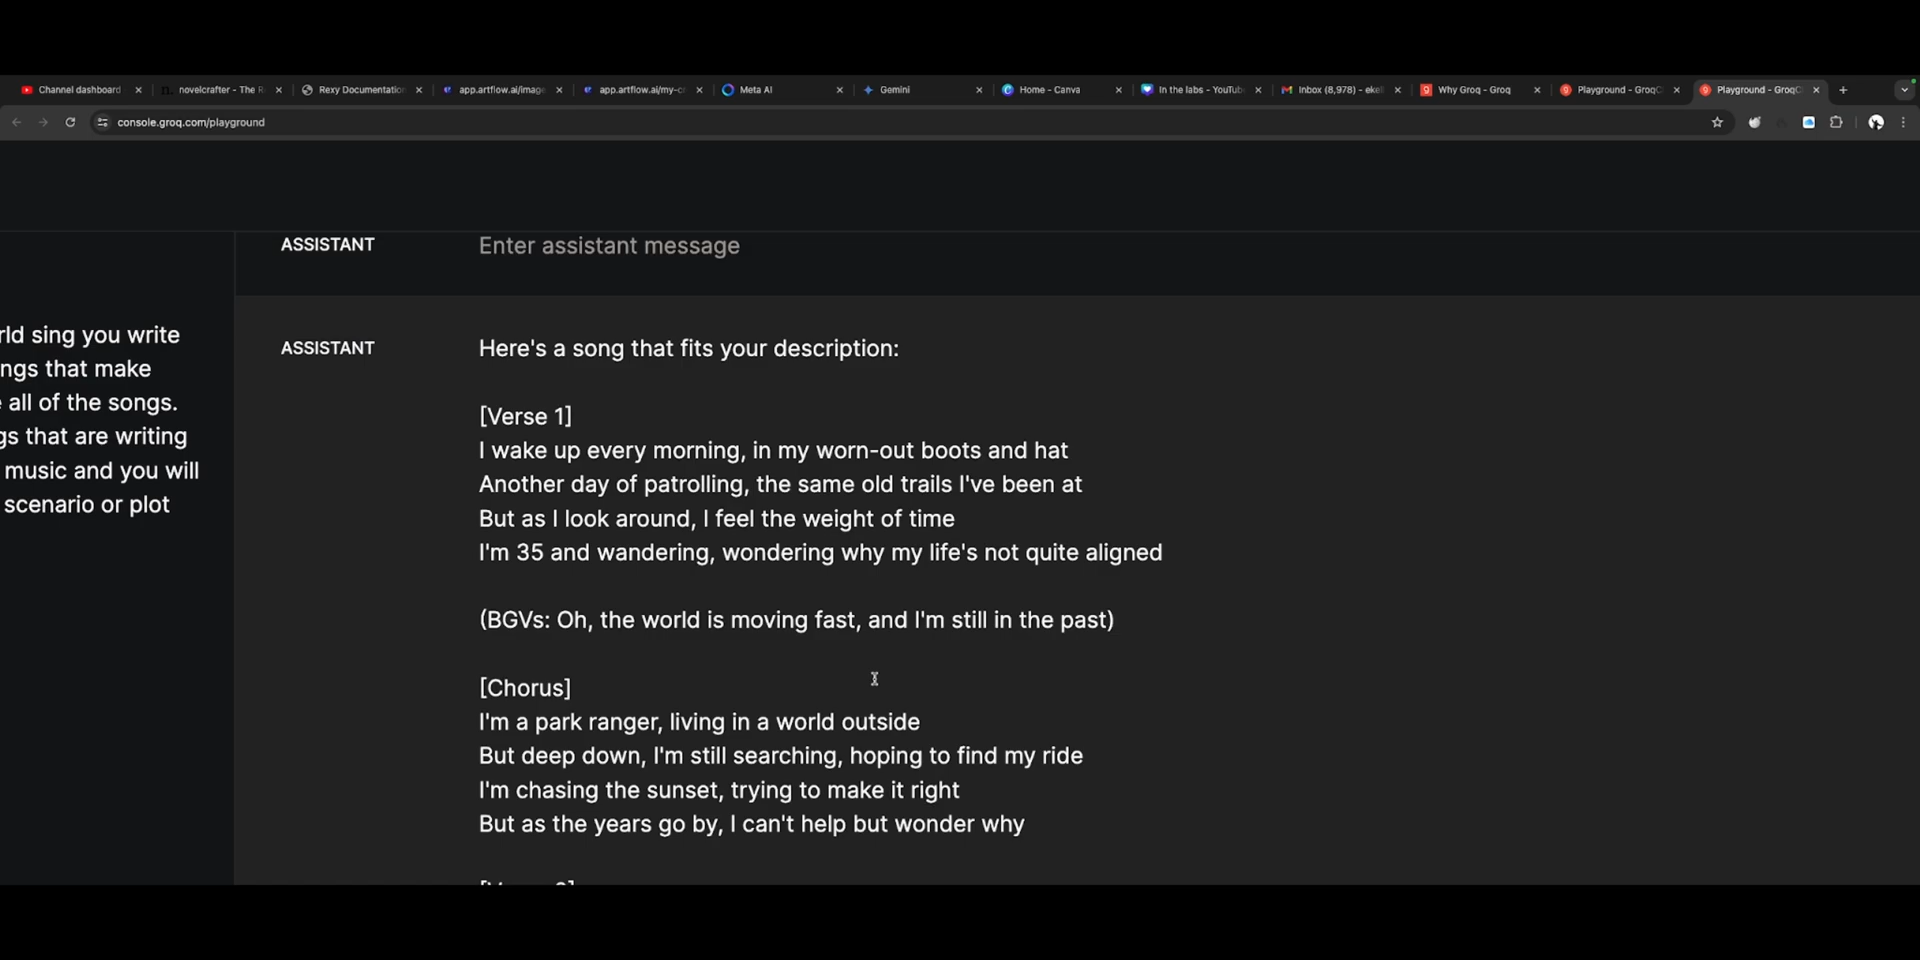 Channel dashboard
novelcrafter - The R
Rexy Documentation
app.artflow.ai/image
app.artflow.ai/my-c
Meta AI
Gemini
Home - Canva
In the labs - YouTub
Inbox (8,978) - eke
Why Groq - Groq
Playground - GroqC
Playground - GroqC
console.groq.com/playground
ASSISTANT
Enter assistant message
rld sing you write
ngs that make
e all of the songs.
gs that are writing
music and you will
scenario or plot
ASSISTANT
Here's a song that fits your description:
[Verse 1]
I wake up every morning, in my worn-out boots and hat
Another day of patrolling, the same old trails I've been at
But as I look around, I feel the weight of time
I'm 35 and wandering, wondering why my life's not quite aligned
(BGVs: Oh, the world is moving fast, and I'm still in the past)
[Chorus]
I'm a park ranger, living in a world outside
But deep down, I'm still searching, hoping to find my ride
I'm chasing the sunset, trying to make it right
But as the years go by, I can't help but wonder why